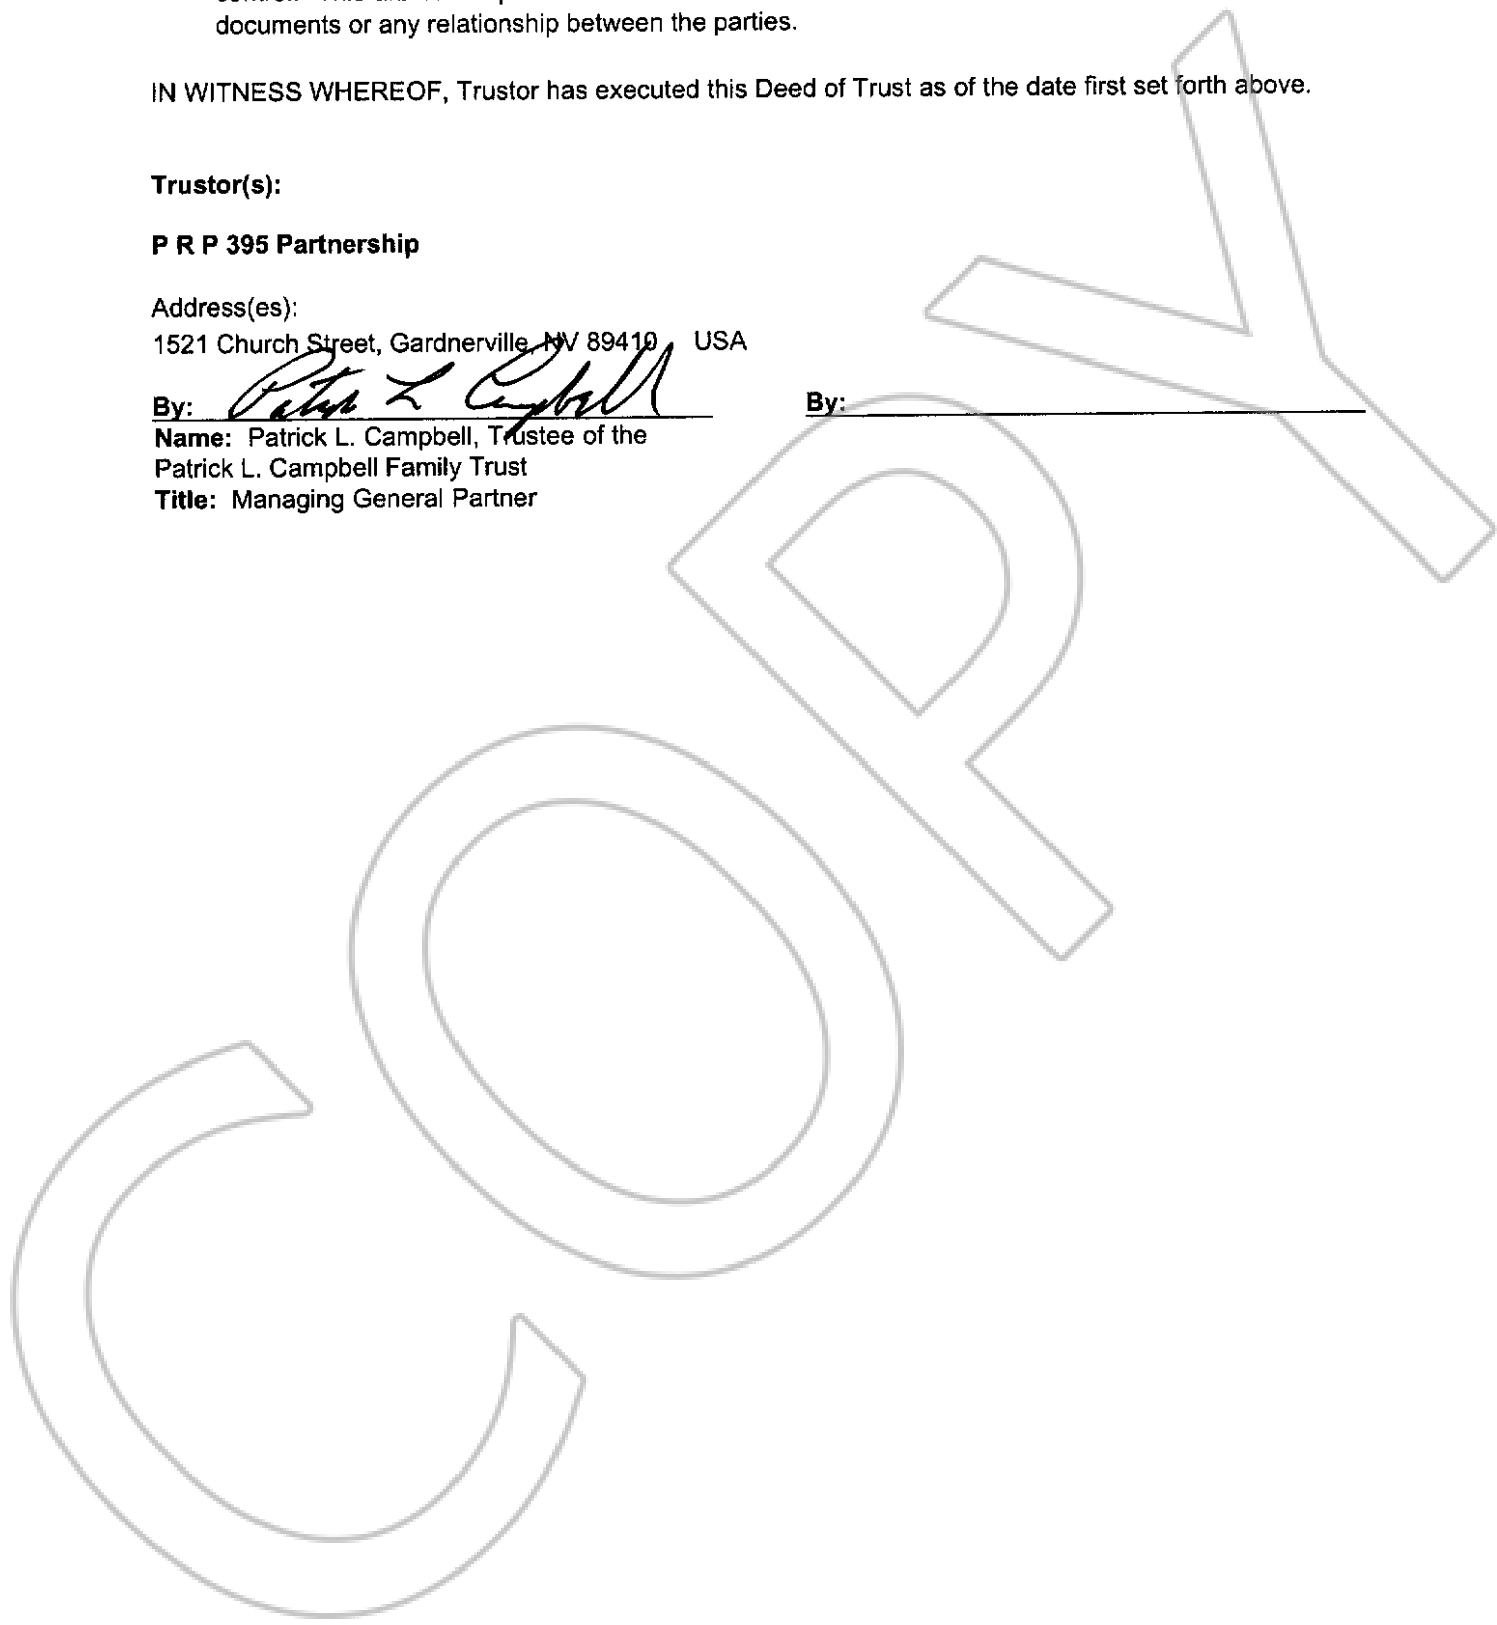 documents or any relationship between the parties.
IN WITNESS WHEREOF, Trustor has executed this Deed of Trust as of the date first set forth above.
Trustor(s):
P R P 395 Partnership
Address(es):
1521 Church Street, Gardnerville, NV 89410 USA
By: Patrick L Campbell
By:
Name: Patrick L. Campbell, Trustee of the
Patrick L. Campbell Family Trust
Title: Managing General Partner
COPY